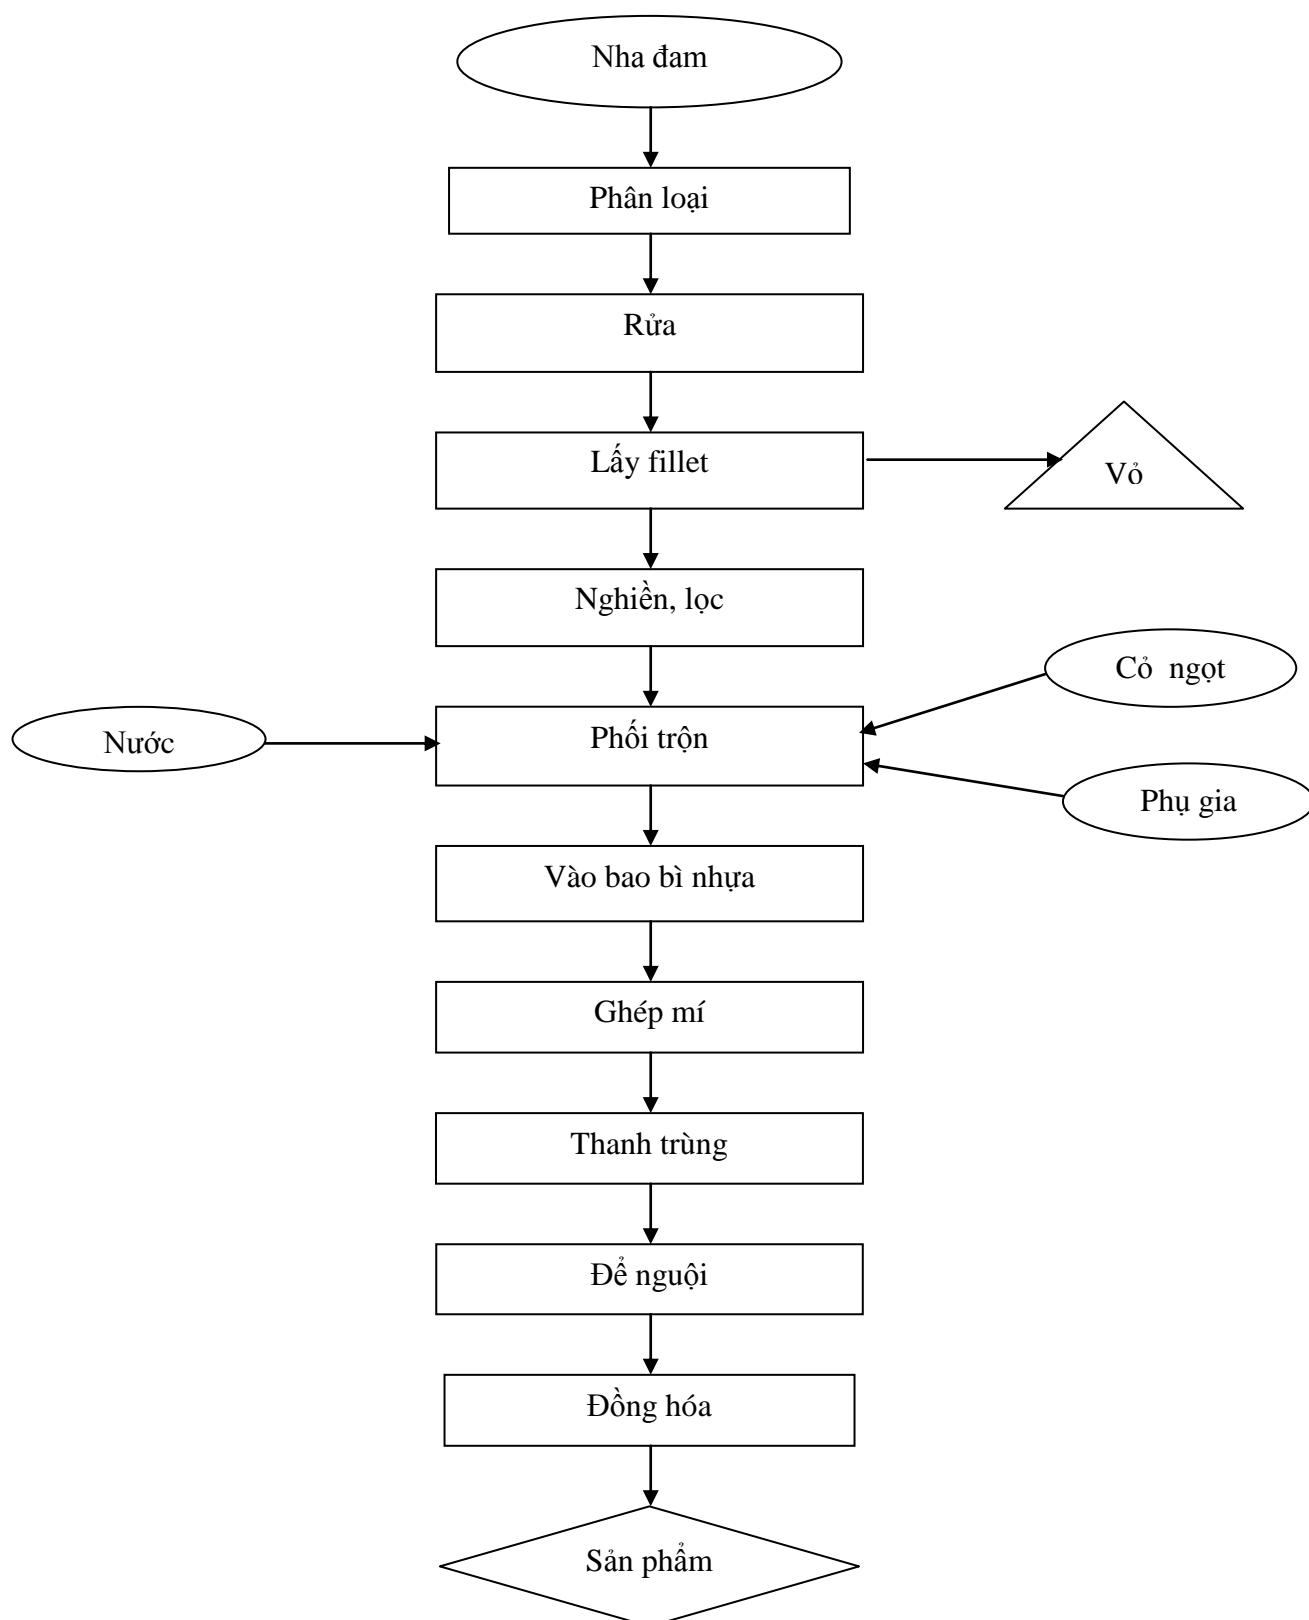 Nha đam
Phân loại
Rửa
Lấy fillet
Vỏ
Nghiền, lọc
Cỏ ngọt
Nước
Phối trộn
Phụ gia
Vào bao bì nhựa
Ghép mí
Thanh trùng
Để nguội
Đồng hóa
Sản phẩm